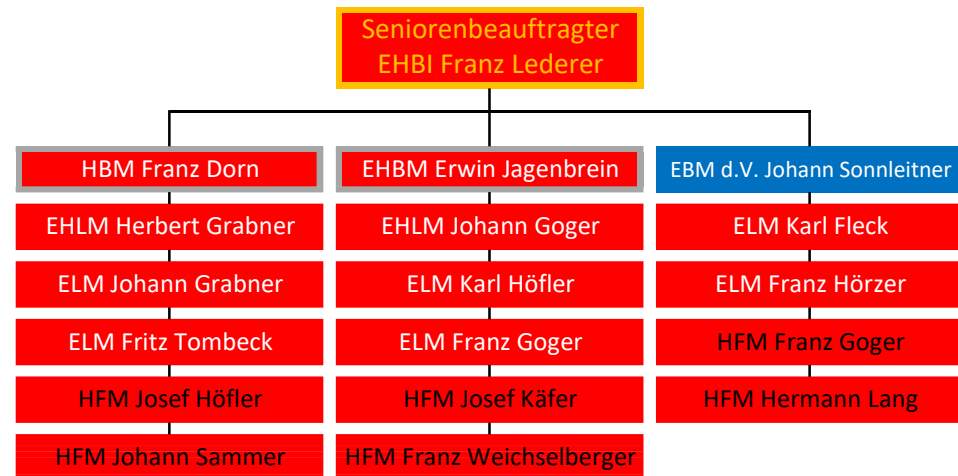 Seniorenbeauftragter
EHBI Franz Lederer
HBM Franz Dorn
EHLM Herbert Grabner
ELM Johann Grabner
ELM Fritz Tombeck
HFM Josef Höfler
HFM Johann Sammer
EHBM Erwin Jagenbrein
EHLM Johann Goger
ELM Karl Höfler
ELM Franz Goger
HFM Josef Käfer
HFM Franz Weichselberger
EBM d.V. Johann Sonnleitner
ELM Karl Fleck
ELM Franz Hörzer
HFM Franz Goger
HFM Hermann Lang